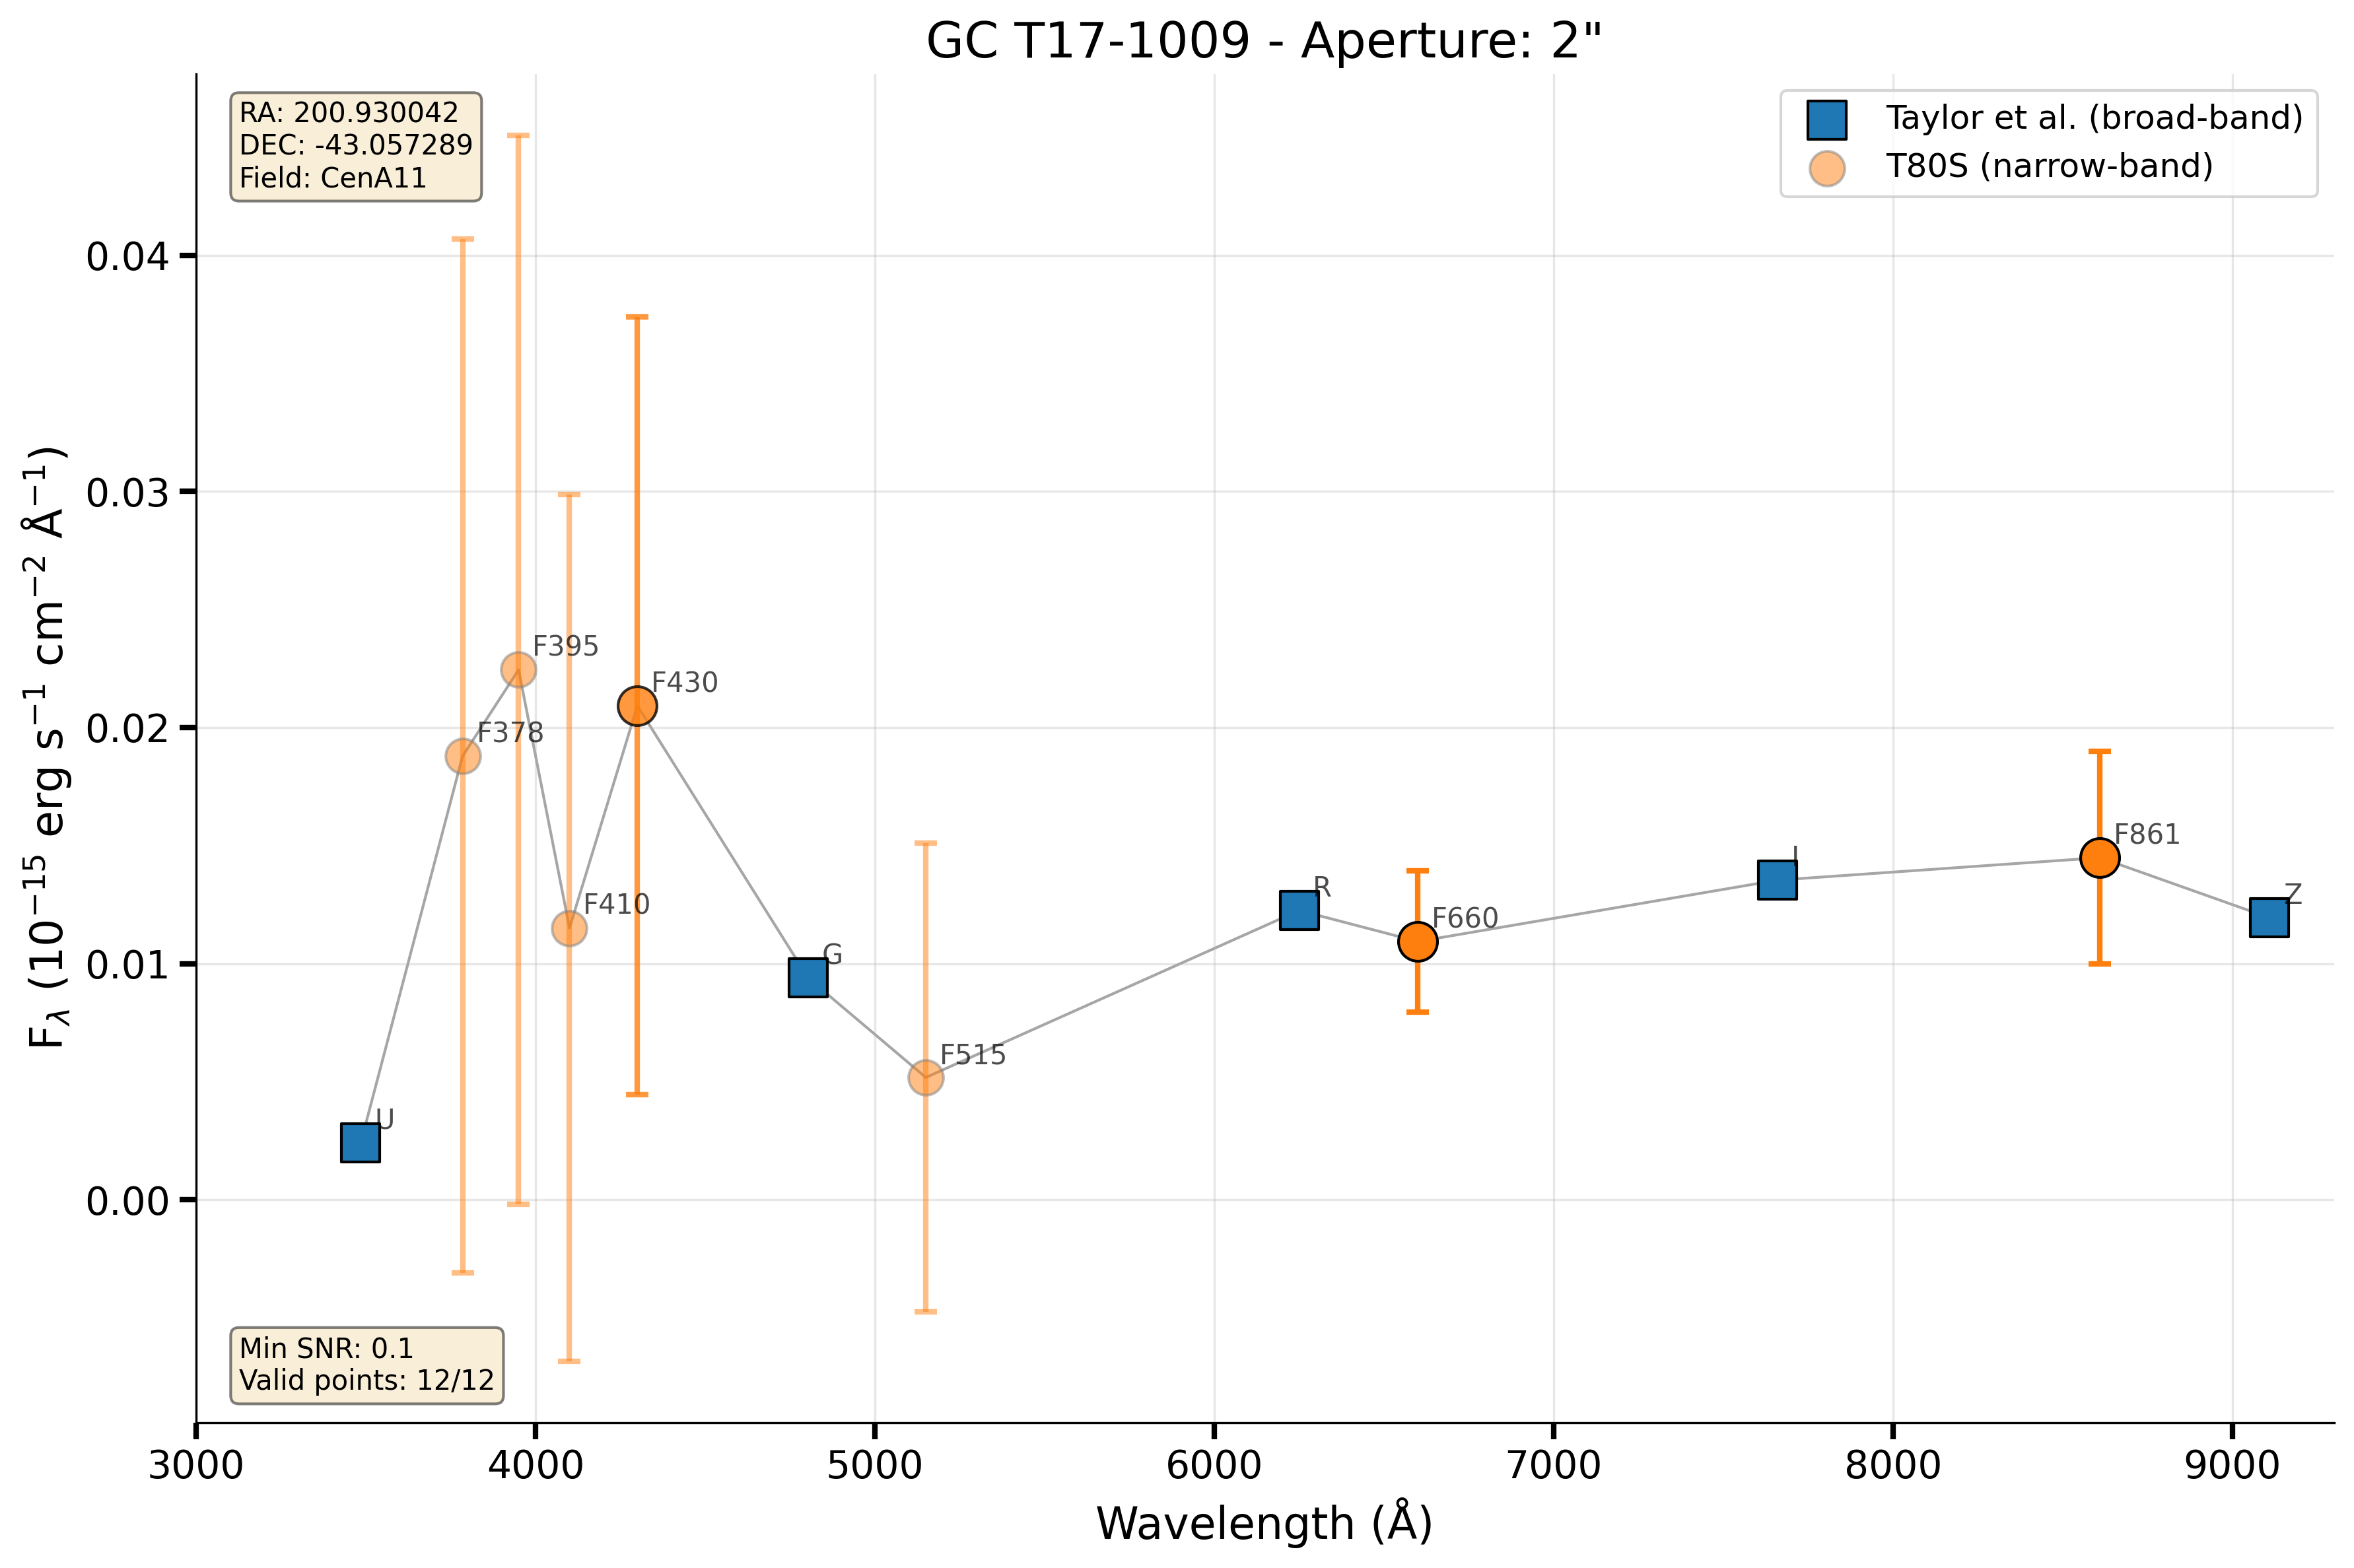 GC T17-1009 - Aperture: 2"
RA: 200.930042
DEC: -43.057289
Field: CenA11
Taylor et al. (broad-band)
T80S (narrow-band)
F_λ (10⁻¹⁵ erg s⁻¹ cm⁻² Å⁻¹)
0.04
0.03
0.02
0.01
0.00
U
F378
F395
F410
F430
G
F515
R
F660
I
F861
Z
Min SNR: 0.1
Valid points: 12/12
3000
4000
5000
6000
7000
8000
9000
Wavelength (Å)